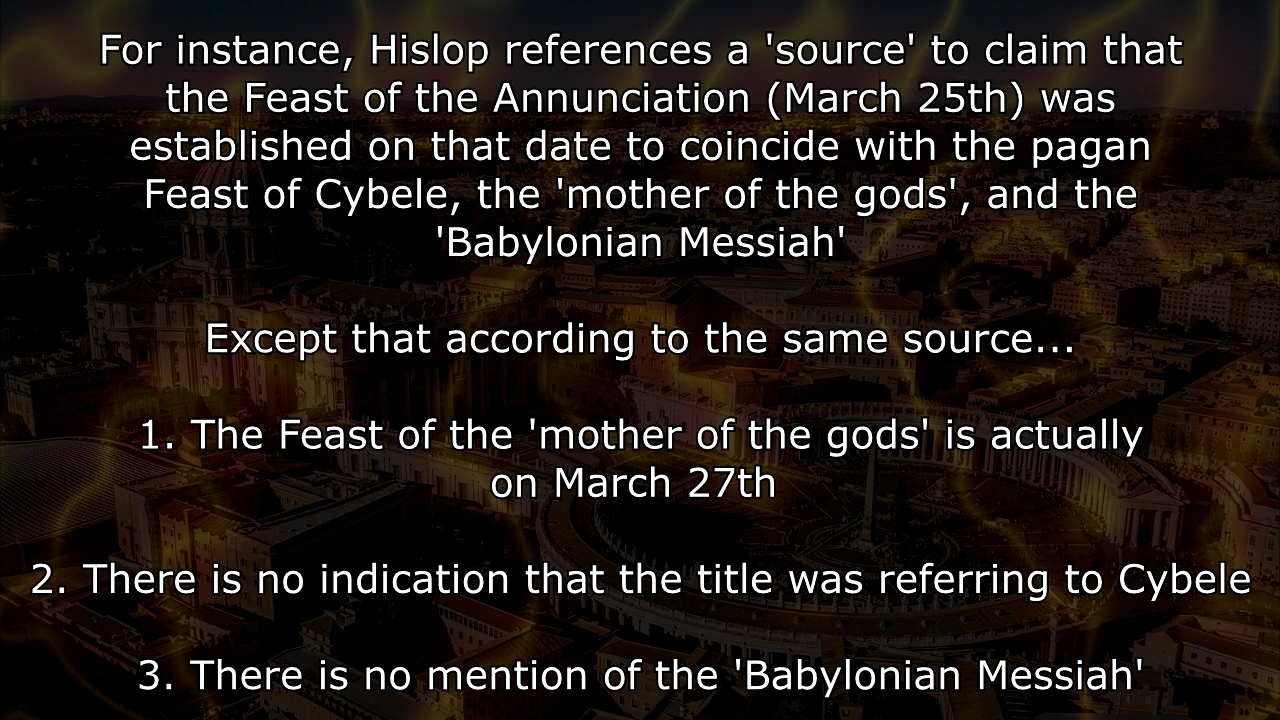 For instance, Hislop references a 'source' to claim that
the Feast of the Annunciation (March 25th) was
established on that date to coincide with the pagan
Feast of Cybele, the 'mother of the gods', and the
'Babylonian Messiah'
Except that according to the same source...
1. The Feast of the 'mother of the gods' is actually
on March 27th
2. There is no indication that the title was referring to Cybele
3. There is no mention of the 'Babylonian Messiah'